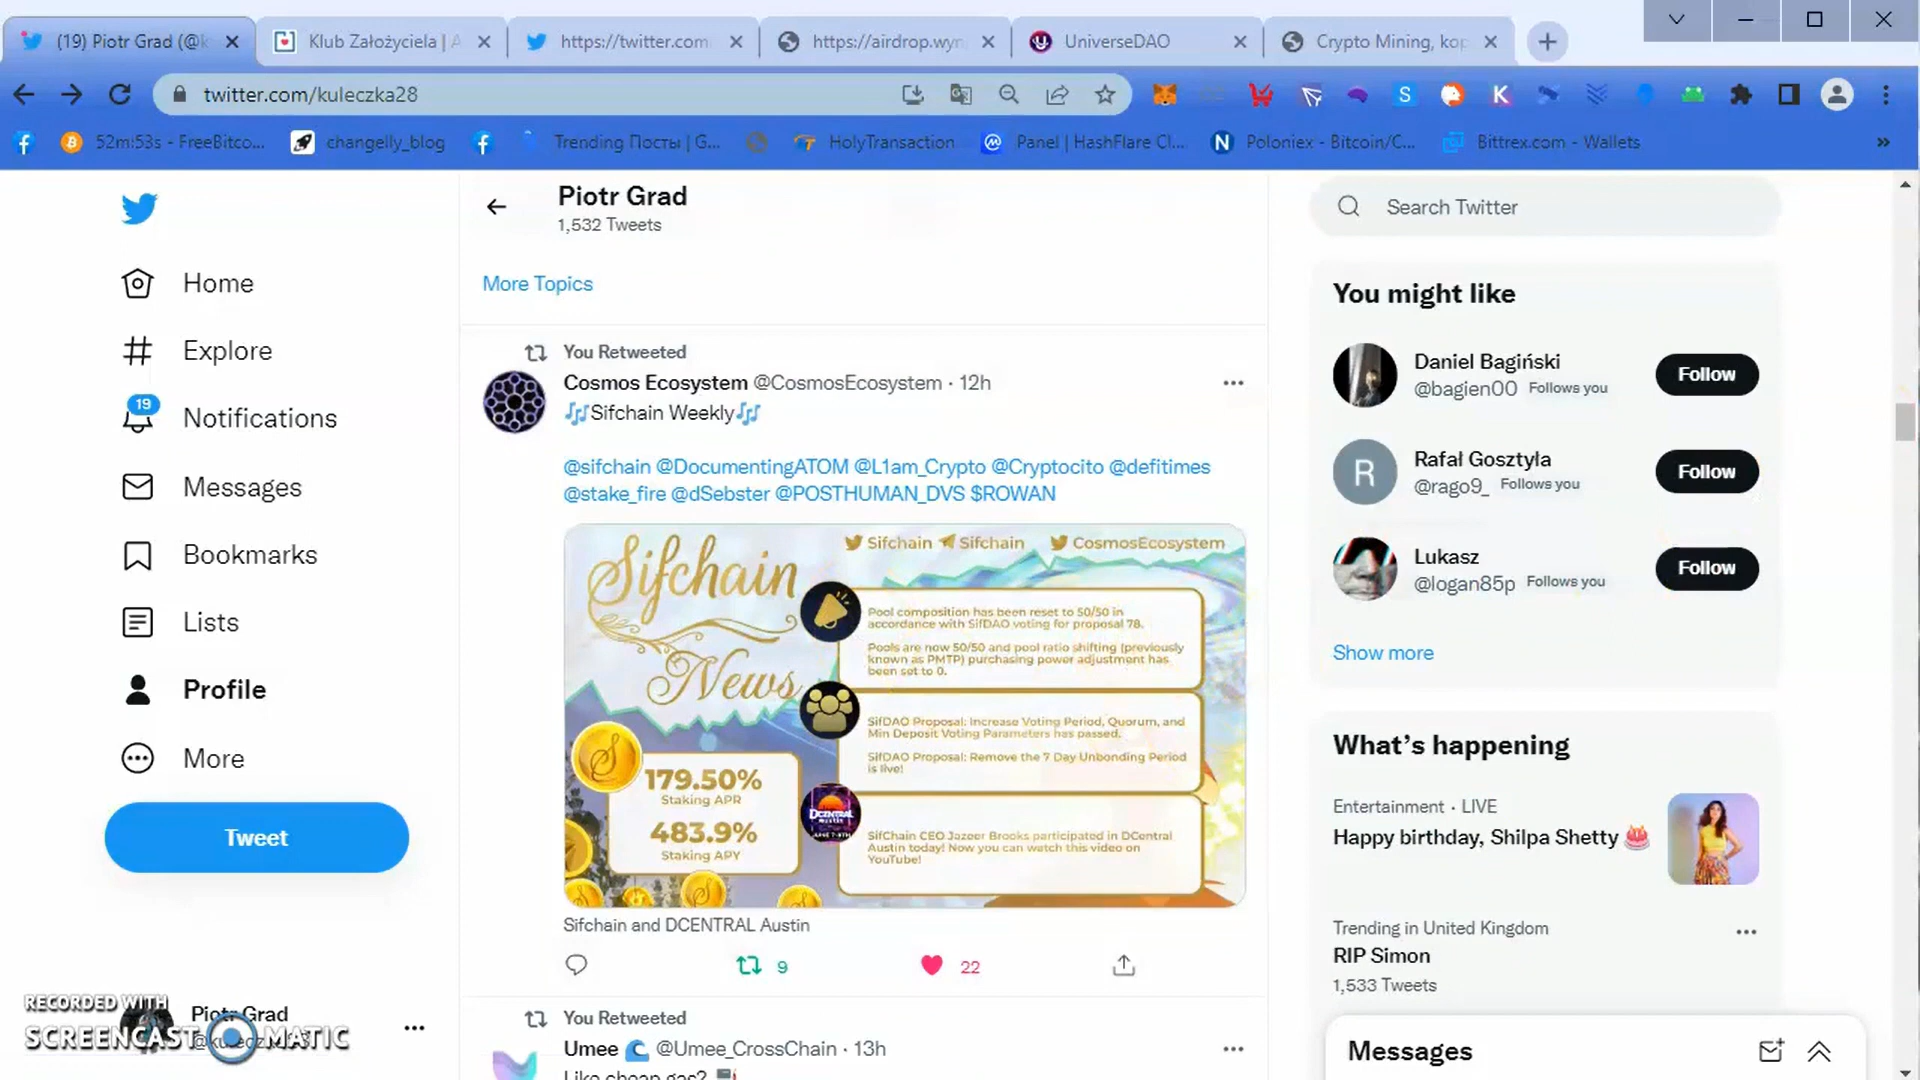 (19) Piotr Grad (@k
Klub Założyciela | A
https://twitter.com
https://airdrop.wyn
UniverseDAO
Crypto Mining, kop
twitter.com/kuleczka28
52m:53s - FreeBitco...
changelly_blog
Trending Посты | G...
HolyTransaction
Panel | HashFlare Cl...
Poloniex - Bitcoin/C...
Bittrex.com - Wallets
Piotr Grad
1,532 Tweets
More Topics
Home
Explore
19
Notifications
Messages
Bookmarks
Lists
Profile
More
Tweet
Piotr Grad
RECORDED WITH
SCREENCAST MATIC
You Retweeted
Cosmos Ecosystem @CosmosEcosystem · 12h
🎶Sifchain Weekly🎶
@sifchain @DocumentingATOM @L1am_Crypto @Cryptocito @defitimes
@stake_fire @dSebster @POSTHUMAN_DVS $ROWAN
Sifchain
News
Sifchain Sifchain CosmosEcosystem
Pool composition has been reset to 50/50 in
accordance with SifDAO voting for proposal 78.
Pools are now 50/50 and pool ratio shifting (previously
known as PMTP) purchasing power adjustment has
been set to 0.
SifDAO Proposal: Increase Voting Period, Quorum, and
Min Deposit Voting Parameters has passed.
SifDAO Proposal: Remove the 7 Day Unbonding Period
is live!
179.50%
Staking APR
483.9%
Staking APY
DCENTRAL
SifChain CEO Jazeer Brooks participated in DCentral
Austin today! Now you can watch this video on
YouTube!
Sifchain and DCENTRAL Austin
9
22
You Retweeted
Umee 🌊 @Umee_CrossChain · 13h
Like cheap gas? ⛽
Search Twitter
You might like
Daniel Bagiński
@bagien00 Follows you
Follow
R
Rafał Gosztyła
@rago9_ Follows you
Follow
Lukasz
@logan85p Follows you
Follow
Show more
What's happening
Entertainment · LIVE
Happy birthday, Shilpa Shetty 🎂
Trending in United Kingdom
RIP Simon
1,533 Tweets
Messages